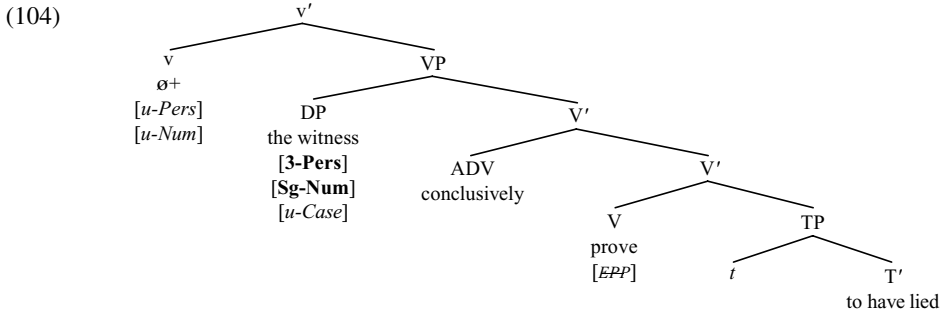 (104)
v′
v
VP
ø+
[u-Pers]
[u-Num]
DP
the witness
[3-Pers]
[Sg-Num]
[u-Case]
V′
ADV
conclusively
V′
V
prove
[EPP]
TP
t
T′
to have lied